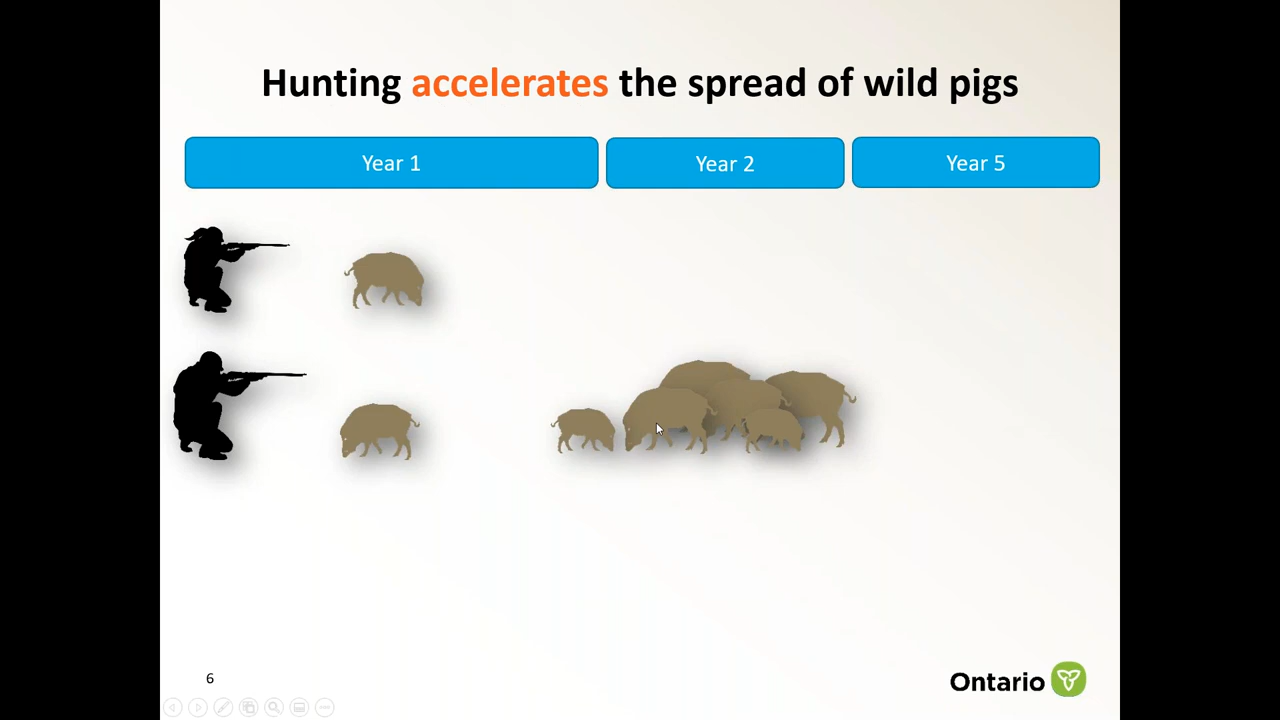 Hunting accelerates the spread of wild pigs
Year 1
Year 2
Year 5
6
Ontario